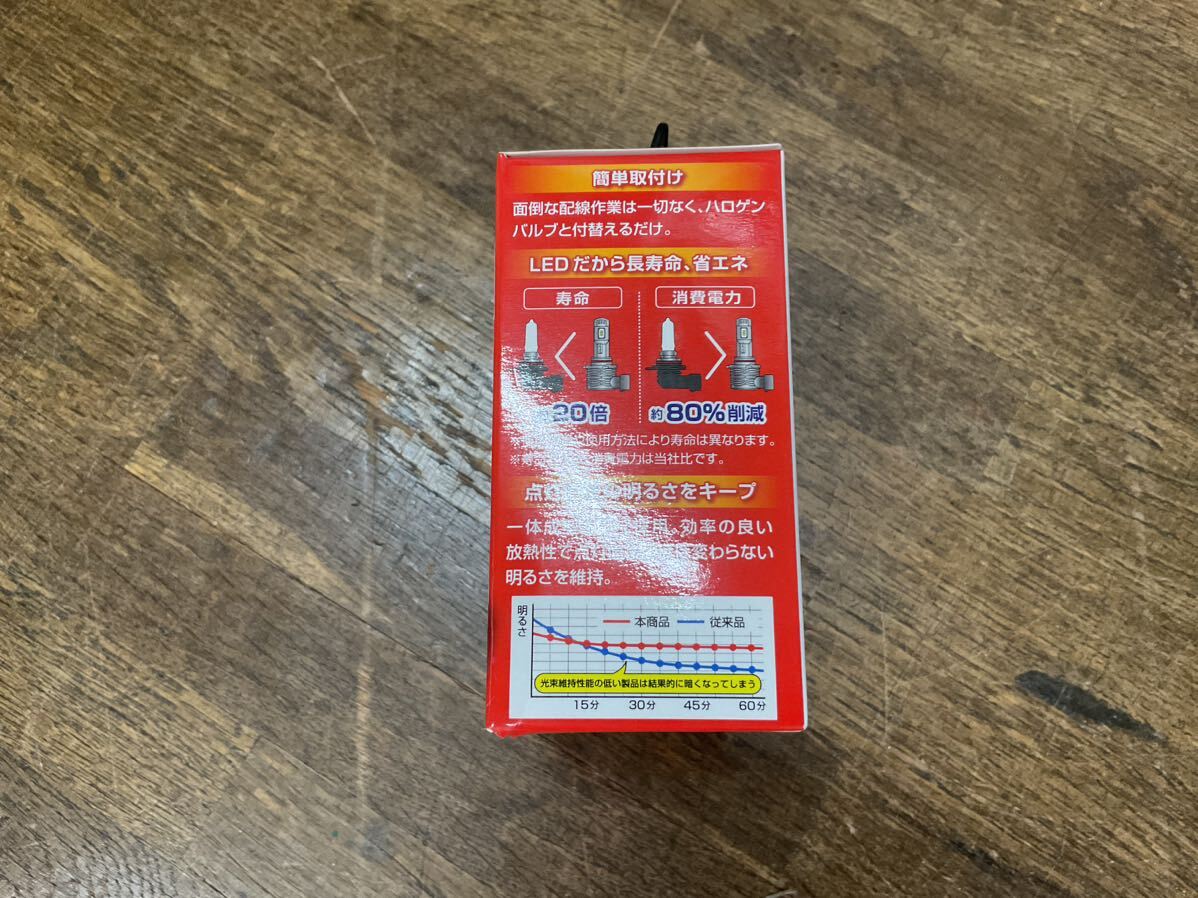 簡単取付け
面倒な配線作業は一切なく、ハロゲン
バルブと付替えるだけ。
LEDだから長寿命、省エネ
寿命
消費電力
20倍
約80%削減
使用方法により寿命は異なります。
消費電力は当社比です。
明るさをキープ
一体成 用。効率の良い
放熱性で点灯 変わらない
明るさを維持。
明るさ
本商品 従来品
光束維持性能の低い製品は結果的に暗くなってしまう
15分 30分 45分 60分